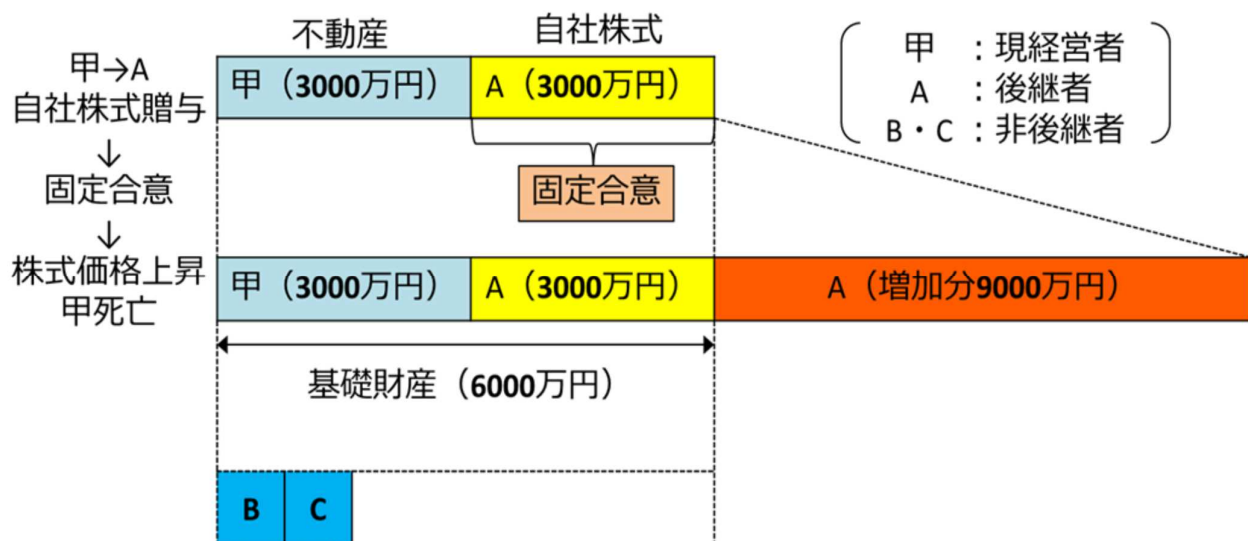 不動産
自社株式
甲→A
自社株式贈与
↓
固定合意
↓
株式価格上昇
甲死亡
甲（3000万円）
A（3000万円）
固定合意
甲 ：現経営者
A ：後継者
B・C ：非後継者
甲（3000万円）
A（3000万円）
A（増加分9000万円）
基礎財産（6000万円）
B
C